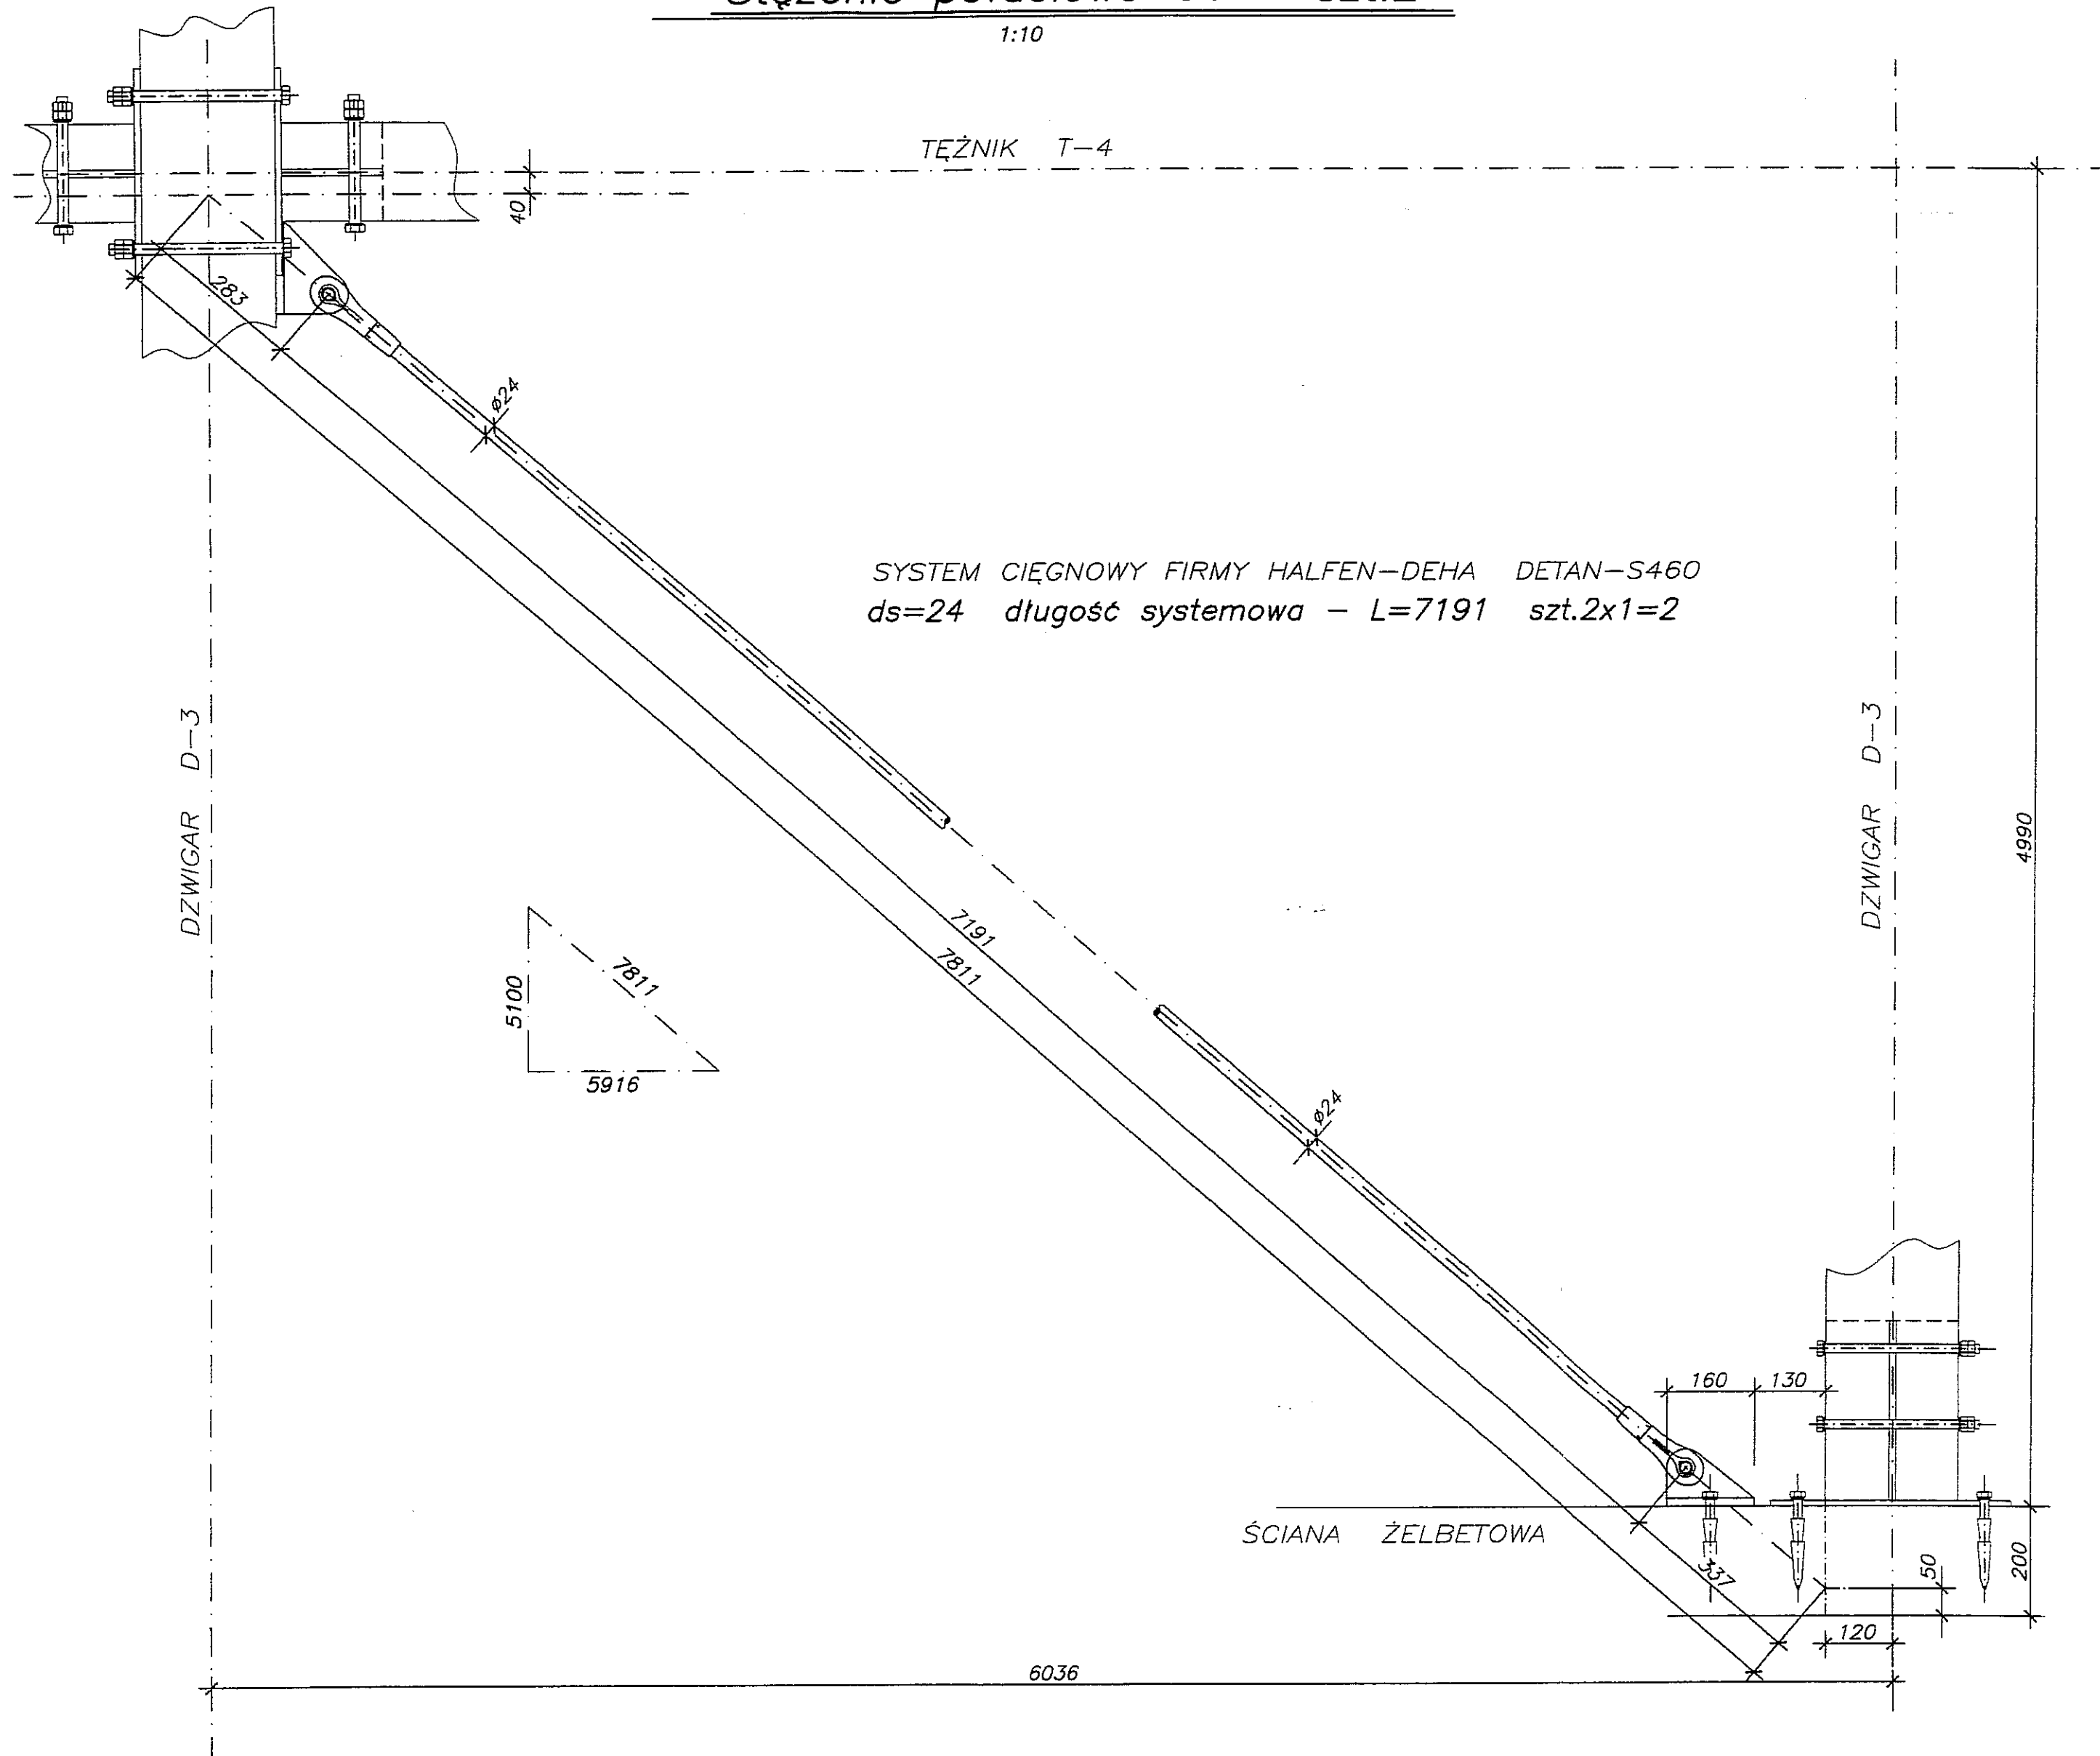 1:10
TĘŻNIK T-4
40
283
ø24
SYSTEM CIĘGNOWY FIRMY HALFEN-DEHA DETAN-S460
ds=24 długość systemowa - L=7191 szt.2x1=2
DZWIGAR D-3
DZWIGAR D-3
4990
7191
7811
7811
5100
5916
ø24
160 130
ŚCIANA ŻELBETOWA
337
50
200
120
6036